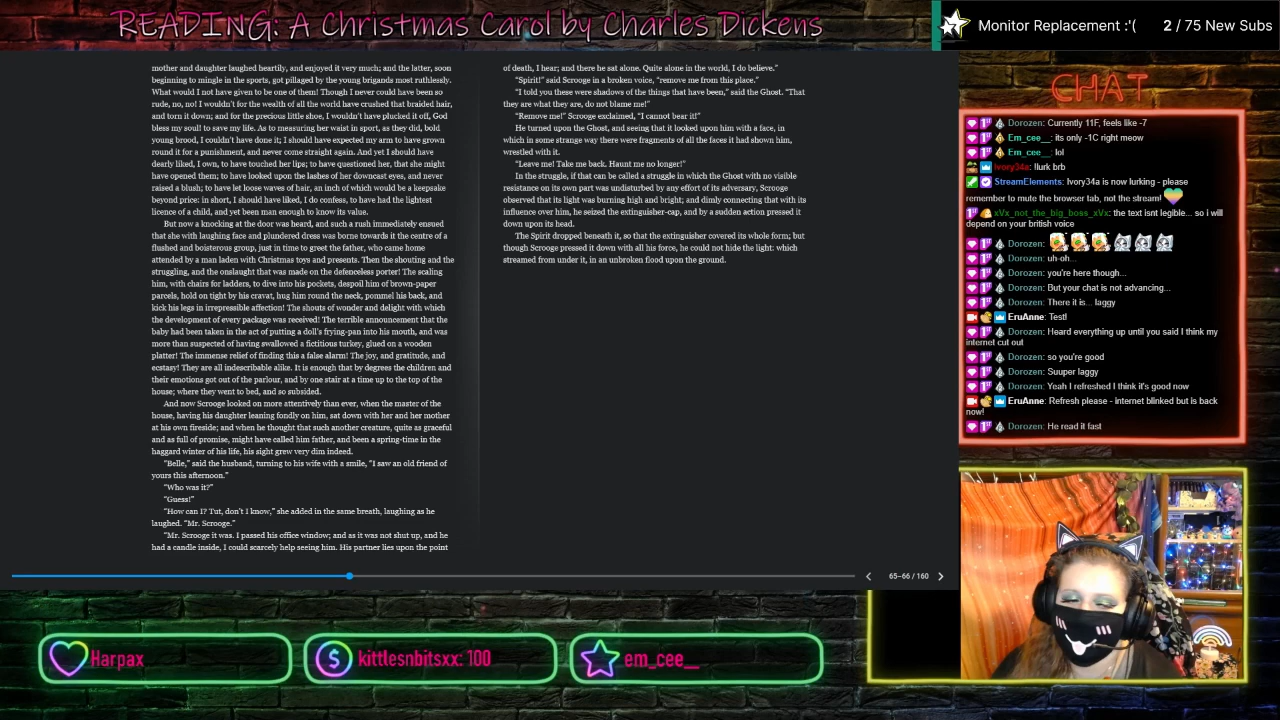 READING: A Christmas Carol by Charles Dickens
Monitor Replacement :'( 2 / 75 New Subs
mother and daughter laughed heartily, and enjoyed it very much; and the latter, soon
beginning to mingle in the sports, got pillaged by the young brigands most ruthlessly.
What would I not have given to be one of them! Though I never could have been so
rude, no, no! I wouldn't for the wealth of all the world have crushed that braided hair,
and torn it down; and for the precious little shoe, I wouldn't have plucked it off, God
bless my soul! to save my life. As to measuring her waist in sport, as they did, bold
young brood, I couldn't have done it; I should have expected my arm to have grown
round it for a punishment, and never come straight again. And yet I should have
dearly liked, I own, to have touched her lips; to have questioned her, that she might
have opened them; to have looked upon the lashes of her downcast eyes, and never
raised a blush; to have let loose waves of hair, an inch of which would be a keepsake
beyond price: in short, I should have liked, I do confess, to have had the lightest
licence of a child, and yet been man enough to know its value.
But now a knocking at the door was heard, and such a rush immediately ensued
that she with laughing face and plundered dress was borne towards it the centre of a
flushed and boisterous group, just in time to greet the father, who came home
attended by a man laden with Christmas toys and presents. Then the shouting and the
struggling, and the onslaught that was made on the defenceless porter! The scaling
him, with chairs for ladders, to dive into his pockets, despoil him of brown-paper
parcels, hold on tight by his cravat, hug him round the neck, pommel his back, and
kick his legs in irrepressible affection! The shouts of wonder and delight with which
the development of every package was received! The terrible announcement that the
baby had been taken in the act of putting a doll's frying-pan into his mouth, and was
more than suspected of having swallowed a fictitious turkey, glued on a wooden
platter! The immense relief of finding this a false alarm! The joy, and gratitude, and
ecstasy! They are all indescribable alike. It is enough that by degrees the children and
their emotions got out of the parlour, and by one stair at a time up to the top of the
house; where they went to bed, and so subsided.
And now Scrooge looked on more attentively than ever, when the master of the
house, having his daughter leaning fondly on him, sat down with her and her mother
at his own fireside; and when he thought that such another creature, quite as graceful
and as full of promise, might have called him father, and been a spring-time in the
haggard winter of his life, his sight grew very dim indeed.
"Belle," said the husband, turning to his wife with a smile, "I saw an old friend of
yours this afternoon."
"Who was it?"
"Guess!"
"How can I? Tut, don't I know," she added in the same breath, laughing as he
laughed. "Mr. Scrooge."
"Mr. Scrooge it was. I passed his office window; and as it was not shut up, and he
had a candle inside, I could scarcely help seeing him. His partner lies upon the point
of death, I hear; and there he sat alone. Quite alone in the world, I do believe."
"Spirit!" said Scrooge in a broken voice, "remove me from this place."
"I told you these were shadows of the things that have been," said the Ghost. "That
they are what they are, do not blame me!"
"Remove me!" Scrooge exclaimed, "I cannot bear it!"
He turned upon the Ghost, and seeing that it looked upon him with a face, in
which in some strange way there were fragments of all the faces it had shown him,
wrestled with it.
"Leave me! Take me back. Haunt me no longer!"
In the struggle, if that can be called a struggle in which the Ghost with no visible
resistance on its own part was undisturbed by any effort of its adversary, Scrooge
observed that its light was burning high and bright; and dimly connecting that with its
influence over him, he seized the extinguisher-cap, and by a sudden action pressed it
down upon its head.
The Spirit dropped beneath it, so that the extinguisher covered its whole form; but
though Scrooge pressed it down with all his force, he could not hide the light: which
streamed from under it, in an unbroken flood upon the ground.
65–66 / 160
CHAT
Dorozen: Currently 11F, feels like -7
Em_cee__: its only -1C right meow
Em_cee__: lol
Ivory34a: !lurk brb
StreamElements: Ivory34a is now lurking - please
remember to mute the browser tab, not the stream!
xVx_not_the_big_boss_xVx: the text isnt legible... so i will
depend on your british voice
Dorozen:
Dorozen: uh-oh...
Dorozen: you're here though...
Dorozen: But your chat is not advancing...
Dorozen: There it is... laggy
EruAnne: Test!
Dorozen: Heard everything up until you said I think my
internet cut out
Dorozen: so you're good
Dorozen: Suuper laggy
Dorozen: Yeah I refreshed I think it's good now
EruAnne: Refresh please - internet blinked but is back
now!
Dorozen: He read it fast
Harpax
kittlesnbitsxx: 100
em_cee__